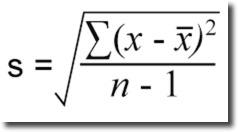 s = √(∑(x - x̅)² / (n - 1))